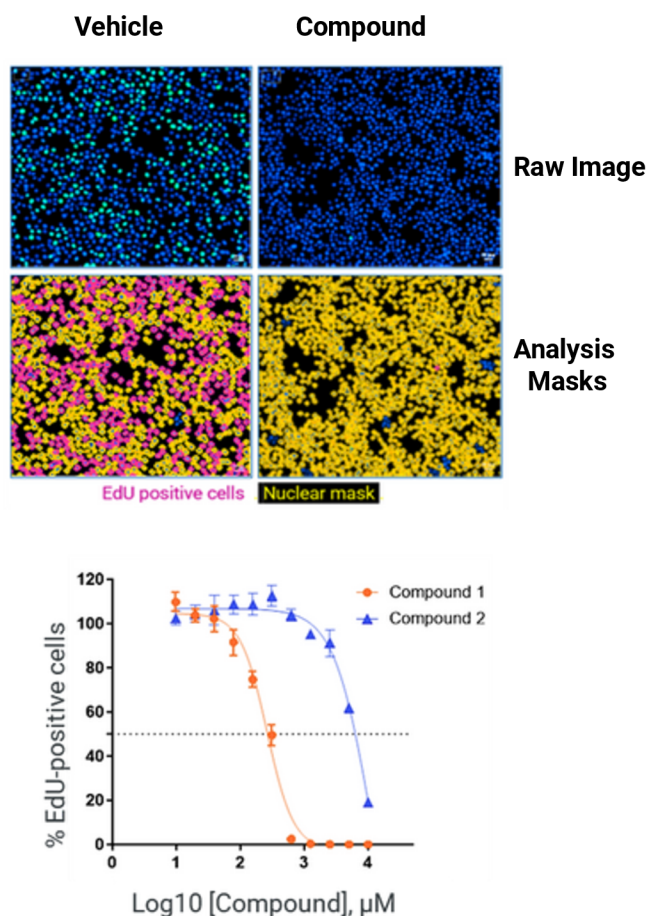 Vehicle Compound
Raw Image
Analysis
Masks
EdU positive cells Nuclear mask
120
100
80
60
40
20
0
% EdU-positive cells
Compound 1
Compound 2
0 1 2 3 4
Log10 [Compound], µM